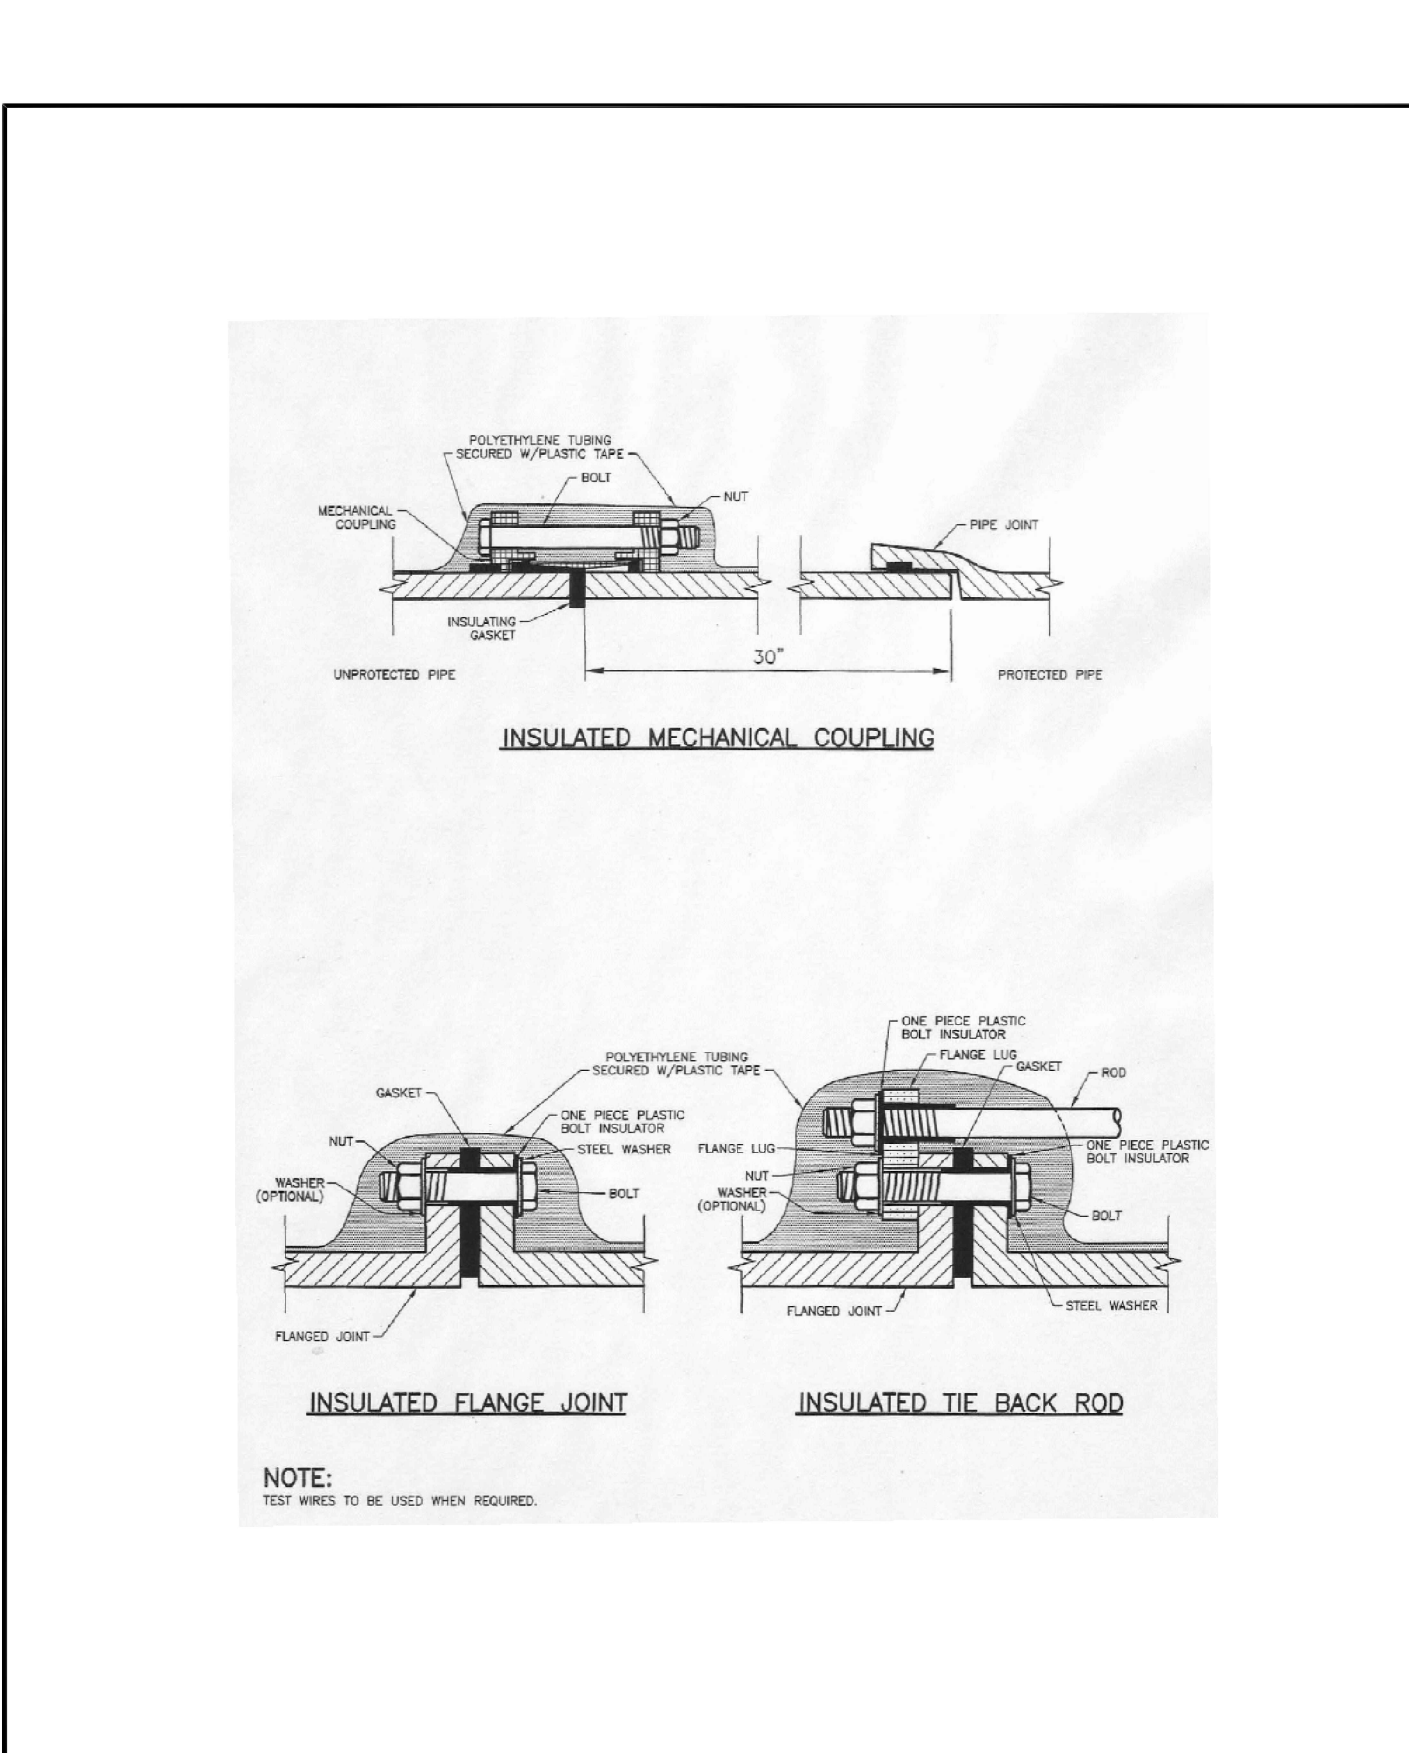 POLYETHYLENE TUBING
SECURED W/PLASTIC TAPE
BOLT
NUT
MECHANICAL
COUPLING
PIPE JOINT
INSULATING
GASKET
30"
UNPROTECTED PIPE
PROTECTED PIPE
INSULATED MECHANICAL COUPLING
ONE PIECE PLASTIC
BOLT INSULATOR
FLANGE LUG
GASKET
ROD
POLYETHYLENE TUBING
SECURED W/PLASTIC TAPE
GASKET
ONE PIECE PLASTIC
BOLT INSULATOR
NUT
STEEL WASHER
WASHER
(OPTIONAL)
BOLT
FLANGED JOINT
FLANGE LUG
ONE PIECE PLASTIC
BOLT INSULATOR
NUT
WASHER
(OPTIONAL)
BOLT
FLANGED JOINT
STEEL WASHER
INSULATED FLANGE JOINT
INSULATED TIE BACK ROD
NOTE:
TEST WIRES TO BE USED WHEN REQUIRED.